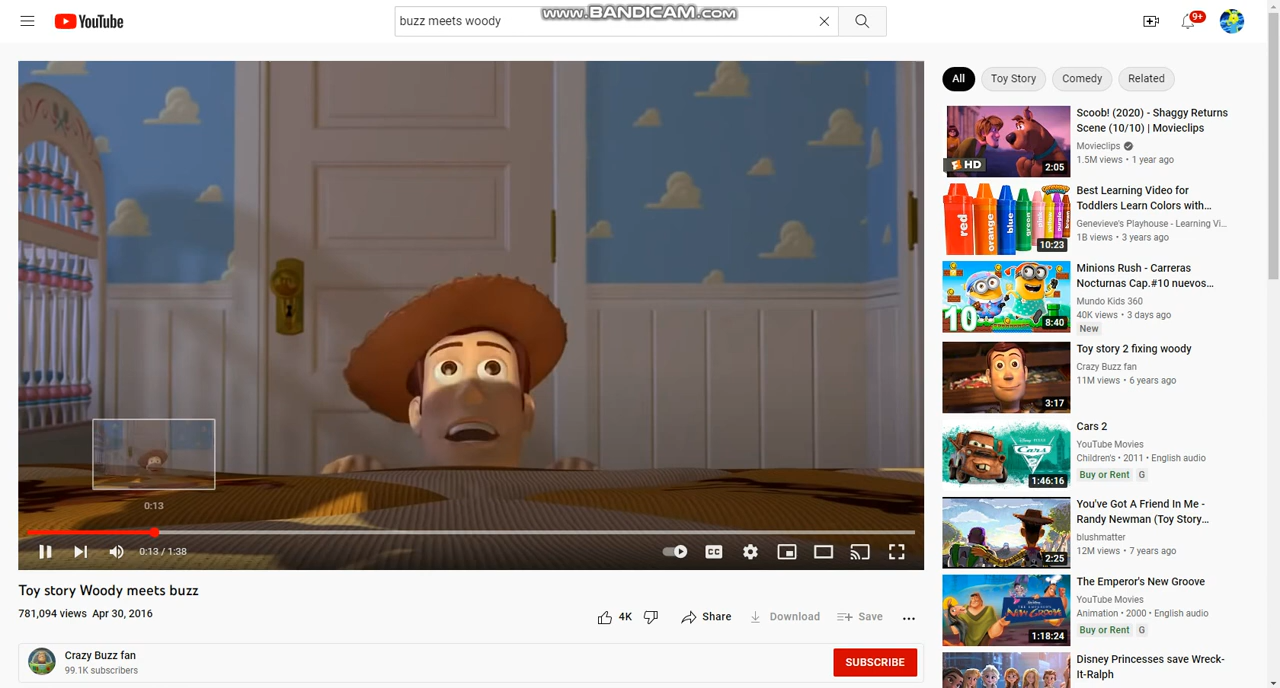 YouTube
buzz meets woody
www.BANDICAM.com
9+
0:13
0:13 / 1:38
CC
Toy story Woody meets buzz
781,094 views Apr 30, 2016
4K
Share
Download
Save
Crazy Buzz fan
99.1K subscribers
SUBSCRIBE
All
Toy Story
Comedy
Related
HD
2:05
Scoob! (2020) - Shaggy Returns
Scene (10/10) | Movieclips
Movieclips
1.5M views • 1 year ago
red
orange
blue
green
10:23
Best Learning Video for
Toddlers Learn Colors with...
Genevieve's Playhouse - Learning Vi...
1B views • 3 years ago
10
8:40
Minions Rush - Carreras
Nocturnas Cap.#10 nuevos...
Mundo Kids 360
40K views • 3 days ago
New
3:17
Toy story 2 fixing woody
Crazy Buzz fan
11M views • 6 years ago
Cars 2
1:46:16
Cars 2
YouTube Movies
Children's • 2011 • English audio
Buy or Rent G
2:25
You've Got A Friend In Me -
Randy Newman (Toy Story...
blushmatter
12M views • 7 years ago
1:18:24
The Emperor's New Groove
YouTube Movies
Animation • 2000 • English audio
Buy or Rent G
Disney Princesses save Wreck-
It-Ralph